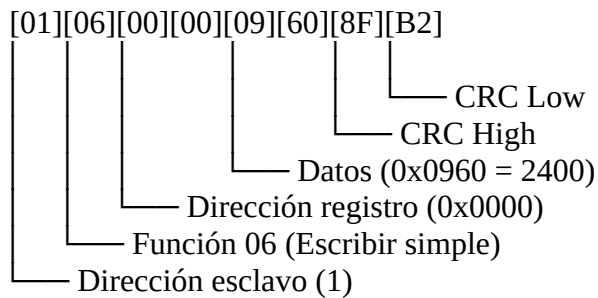 [01][06][00][00][09][60][8F][B2]
CRC Low
CRC High
Datos (0x0960 = 2400)
Dirección registro (0x0000)
Función 06 (Escribir simple)
Dirección esclavo (1)